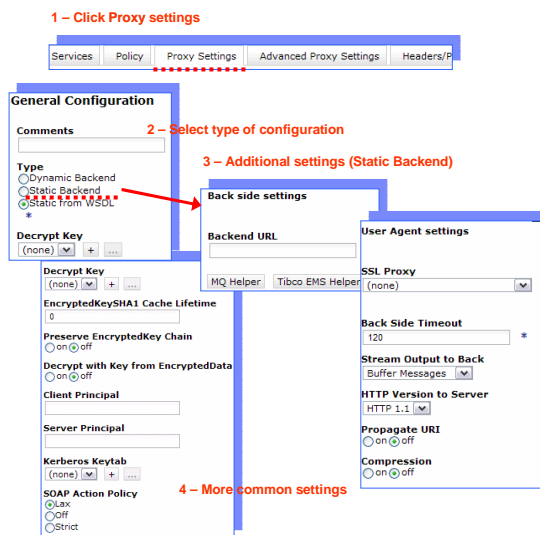 1 – Click Proxy settings
Services Policy Proxy Settings Advanced Proxy Settings Headers/P
General Configuration
Comments
2 – Select type of configuration
Type
Dynamic Backend
Static Backend
Static from WSDL
*
Decrypt Key
(none) + ...
3 – Additional settings (Static Backend)
Back side settings
Backend URL
MQ Helper Tibco EMS Helper
User Agent settings
SSL Proxy
(none)
Back Side Timeout
120 *
Stream Output to Back
Buffer Messages
HTTP Version to Server
HTTP 1.1
Propagate URI
on off
Compression
on off
Decrypt Key
(none) + ...
EncryptedKeySHA1 Cache Lifetime
0
Preserve EncryptedKey Chain
on off
Decrypt with Key from EncryptedData
on off
Client Principal
Server Principal
Kerberos Keytab
(none) + ...
4 – More common settings
SOAP Action Policy
Lax
Off
Strict